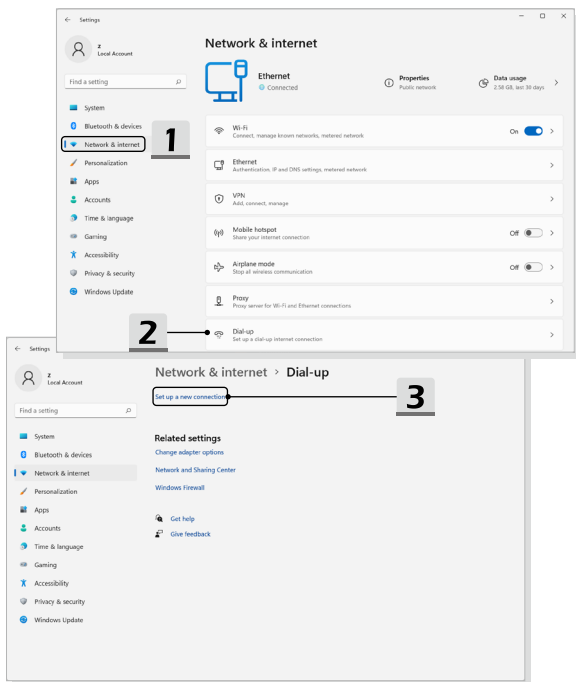 Settings
z
Local Account
Find a setting
System
Bluetooth & devices
Network & internet
Personalization
Apps
Accounts
Time & language
Gaming
Accessibility
Privacy & security
Windows Update
1
Network & internet
Ethernet
Connected
Properties
Public network
Data usage
2.58 GB, last 30 days
Wi-Fi
Connect, manage known networks, metered network
On
Ethernet
Authentication, IP and DNS settings, metered network
VPN
Add, connect, manage
Mobile hotspot
Share your internet connection
Off
Airplane mode
Stop all wireless communication
Off
Proxy
Proxy server for Wi-Fi and Ethernet connections
2
Dial-up
Set up a dial-up internet connection
Settings
z
Local Account
Find a setting
System
Bluetooth & devices
Network & internet
Personalization
Apps
Accounts
Time & language
Gaming
Accessibility
Privacy & security
Windows Update
Network & internet > Dial-up
Set up a new connection
3
Related settings
Change adapter options
Network and Sharing Center
Windows Firewall
Get help
Give feedback